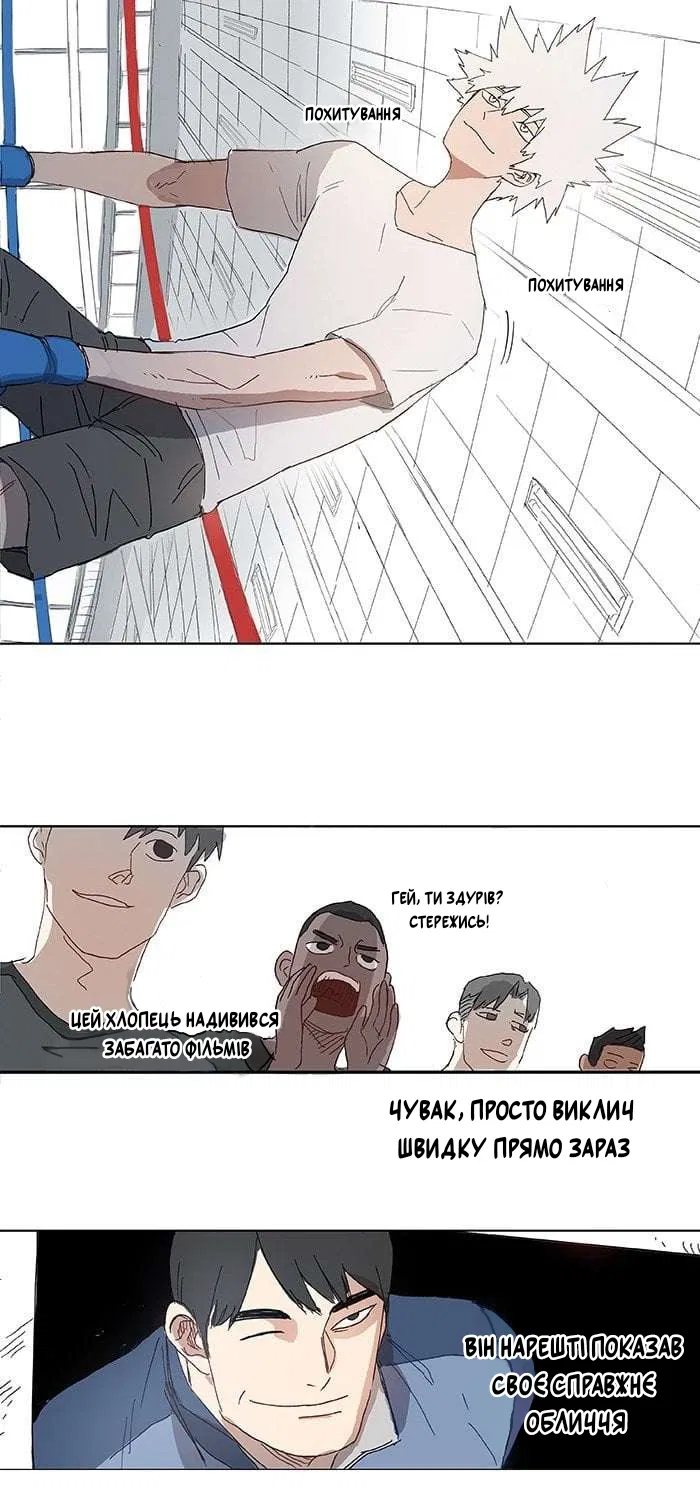 ПОХИТУВАННЯ
ПОХИТУВАННЯ
ГЕЙ, ТИ ЗДУРІВ?
СТЕРЕЖИСЬ!
ЦЕЙ ХЛОПЕЦЬ НАДИВИВСЯ
ЗАБАГАТО ФІЛЬМІВ
ЧУВАК, ПРОСТО ВИКЛИЧ
ШВИДКУ ПРЯМО ЗАРАЗ
ВІН НАРЕШТІ ПОКАЗАВ
СВОЄ СПРАВЖНЄ
ОБЛИЧЧЯ